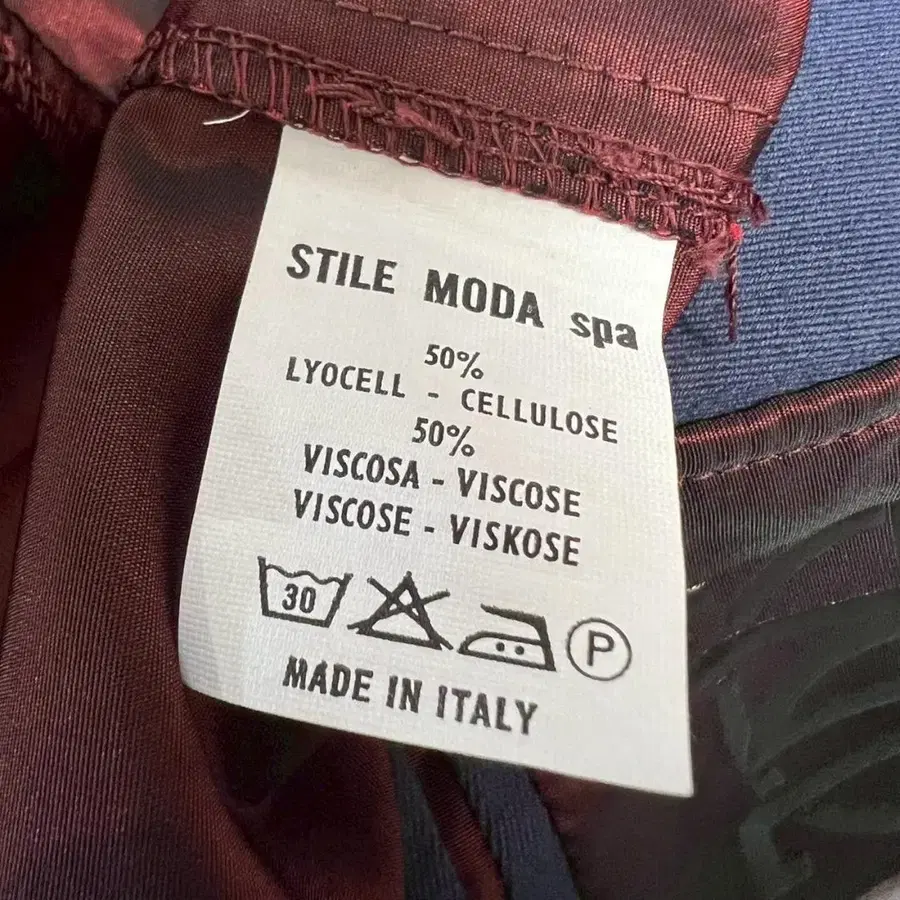 STILE MODA spa
50%
LYOCELL - CELLULOSE
50%
VISCOSA - VISCOSE
VISCOSE - VISKOSE
30 P
MADE IN ITALY